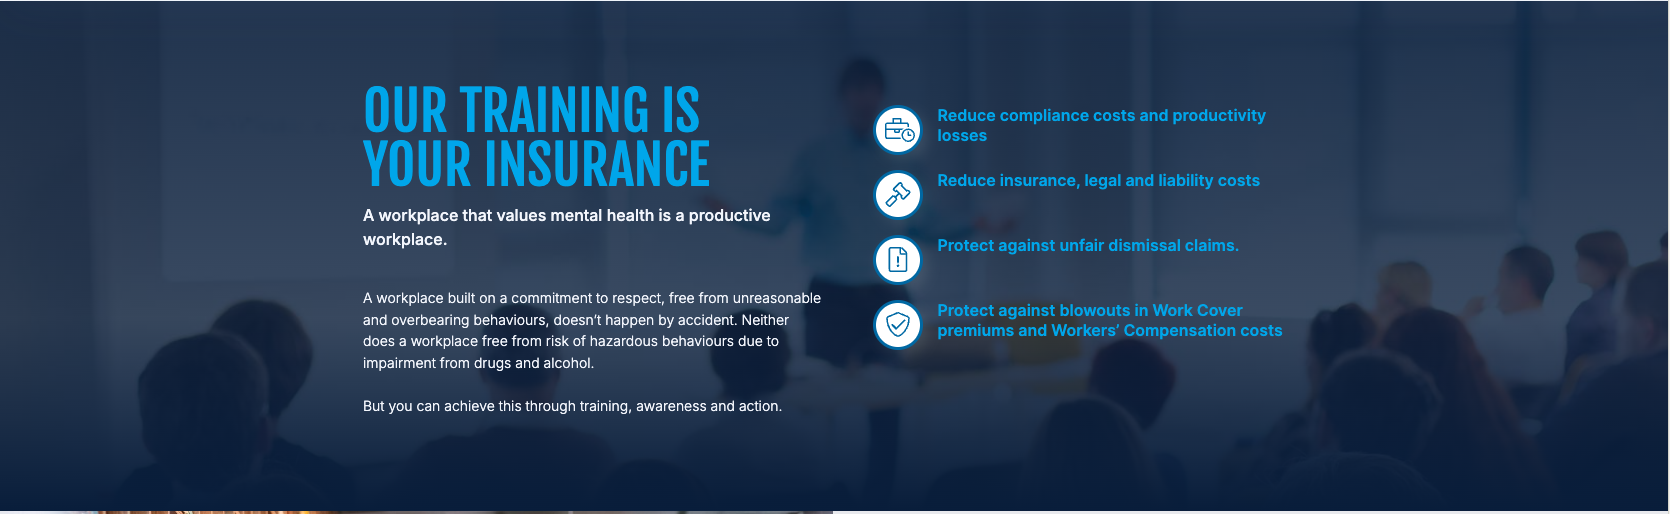 OUR TRAINING IS
YOUR INSURANCE
A workplace that values mental health is a productive
workplace.
A workplace built on a commitment to respect, free from unreasonable
and overbearing behaviours, doesn’t happen by accident. Neither
does a workplace free from risk of hazardous behaviours due to
impairment from drugs and alcohol.
But you can achieve this through training, awareness and action.
Reduce compliance costs and productivity
losses
Reduce insurance, legal and liability costs
Protect against unfair dismissal claims.
Protect against blowouts in Work Cover
premiums and Workers’ Compensation costs